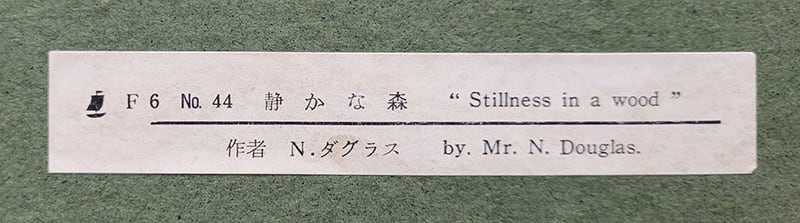 F 6 No. 44 静かな森 “ Stillness in a wood ”
作者 N.ダグラス by. Mr. N. Douglas.